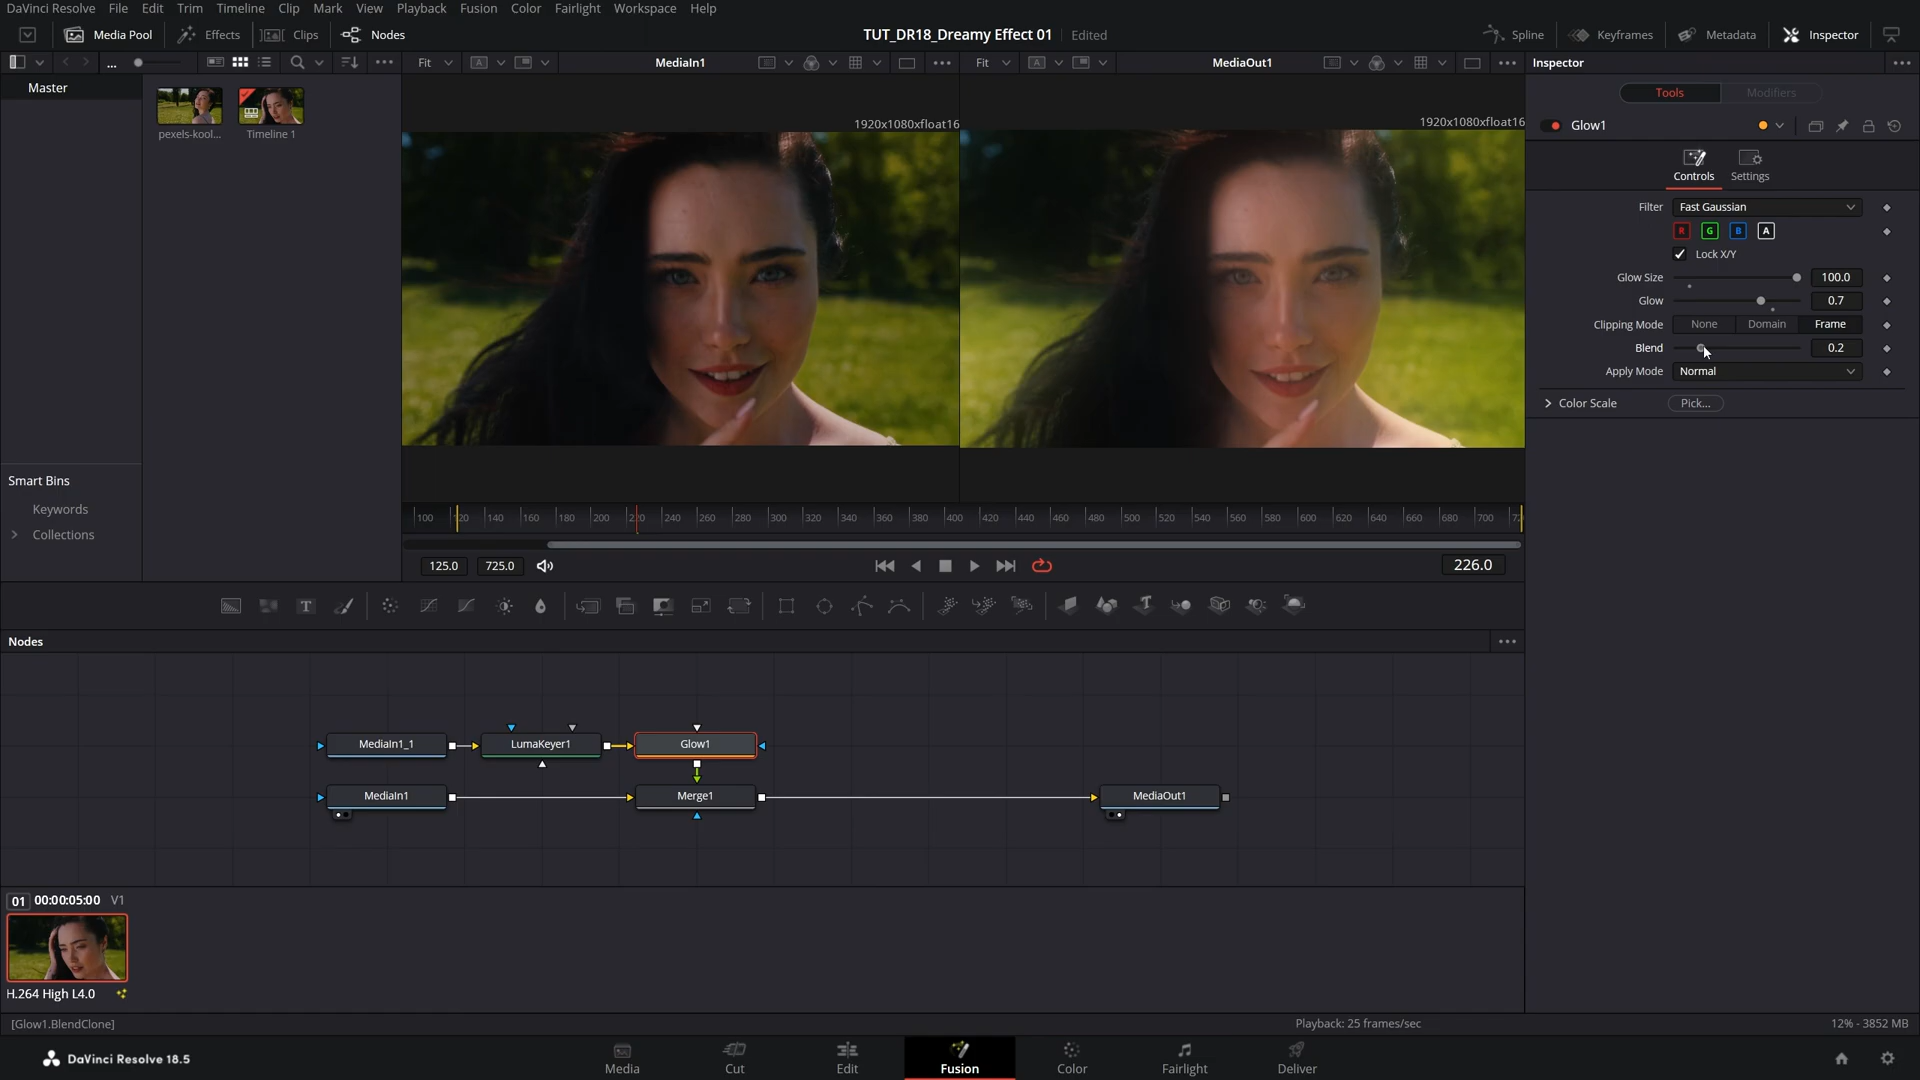 DaVinci Resolve File Edit Trim Timeline Clip Mark View Playback Fusion Color Fairlight Workspace Help
Media Pool Effects Clips Nodes TUT_DR18_Dreamy Effect 01 Edited Spline Keyframes Metadata Inspector
... Fit A MediaIn1 Fit A MediaOut1 Inspector
Master
pexels-kool... Timeline 1
1920x1080xfloat16 1920x1080xfloat16
Tools Modifiers
Glow1
Controls Settings
Filter Fast Gaussian
R G B A
Lock X/Y
Glow Size 100.0
Glow 0.7
Clipping Mode None Domain Frame
Blend 0.2
Apply Mode Normal
Color Scale Pick...
Smart Bins
Keywords
Collections
100 120 140 160 180 200 220 240 260 280 300 320 340 360 380 400 420 440 460 480 500 520 540 560 580 600 620 640 660 680 700
125.0 725.0 226.0
T T
Nodes
MediaIn1_1 LumaKeyer1 Glow1
MediaIn1 Merge1 MediaOut1
01 00:00:05:00 V1
H.264 High L4.0
[Glow1.BlendClone] Playback: 25 frames/sec 12% - 3852 MB
DaVinci Resolve 18.5 Media Cut Edit Fusion Color Fairlight Deliver